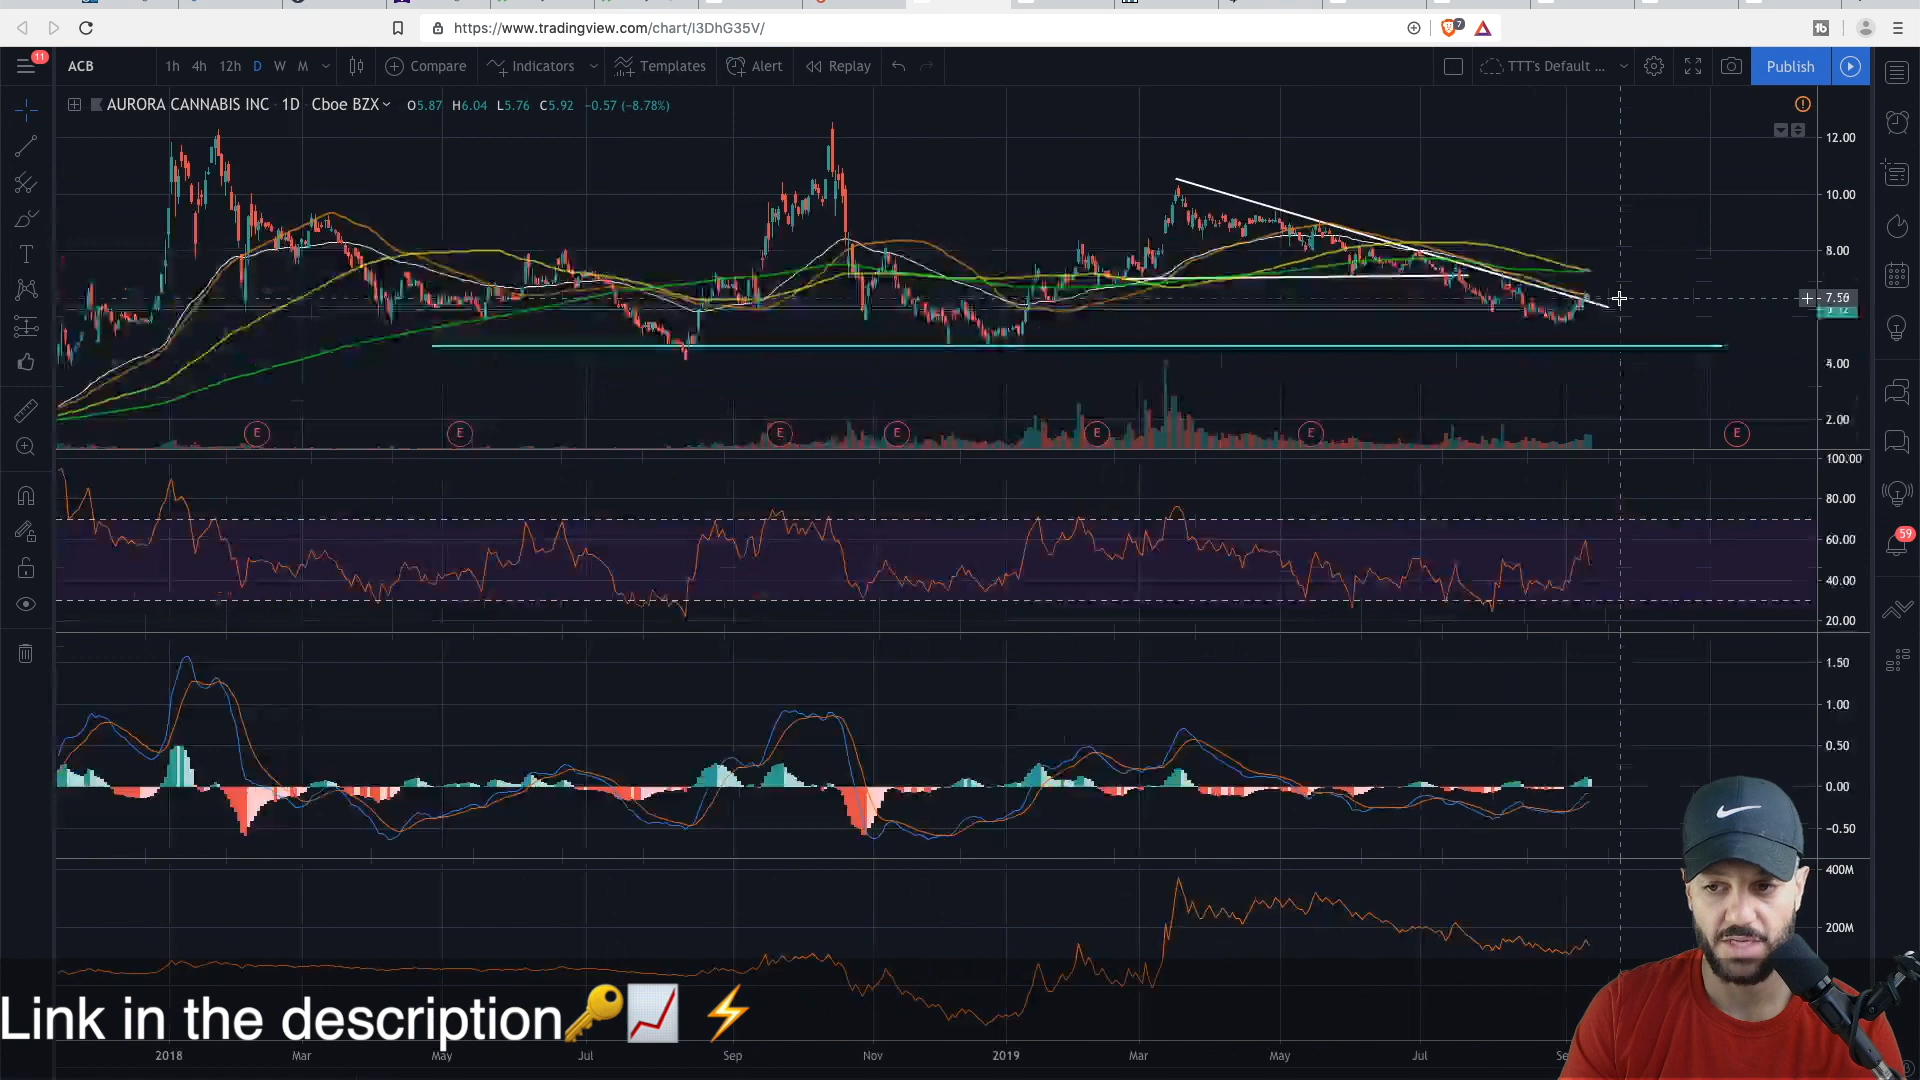 https://www.tradingview.com/chart/I3DhG35V/
7
11
ACB
1h 4h 12h D W M
Compare
Indicators
Templates
Alert
Replay
TTT's Default ...
Publish
AURORA CANNABIS INC 1D Cboe BZX
O5.87 H6.04 L5.76 C5.92 −0.57 (−8.78%)
12.00
10.00
8.00
7.50
4.00
2.00
E E E E E E E
100.00
80.00
60.00
40.00
20.00
59
1.50
1.00
0.50
0.00
−0.50
400M
200M
Link in the description
2018 Mar May Jul Sep Nov 2019 Mar May Jul